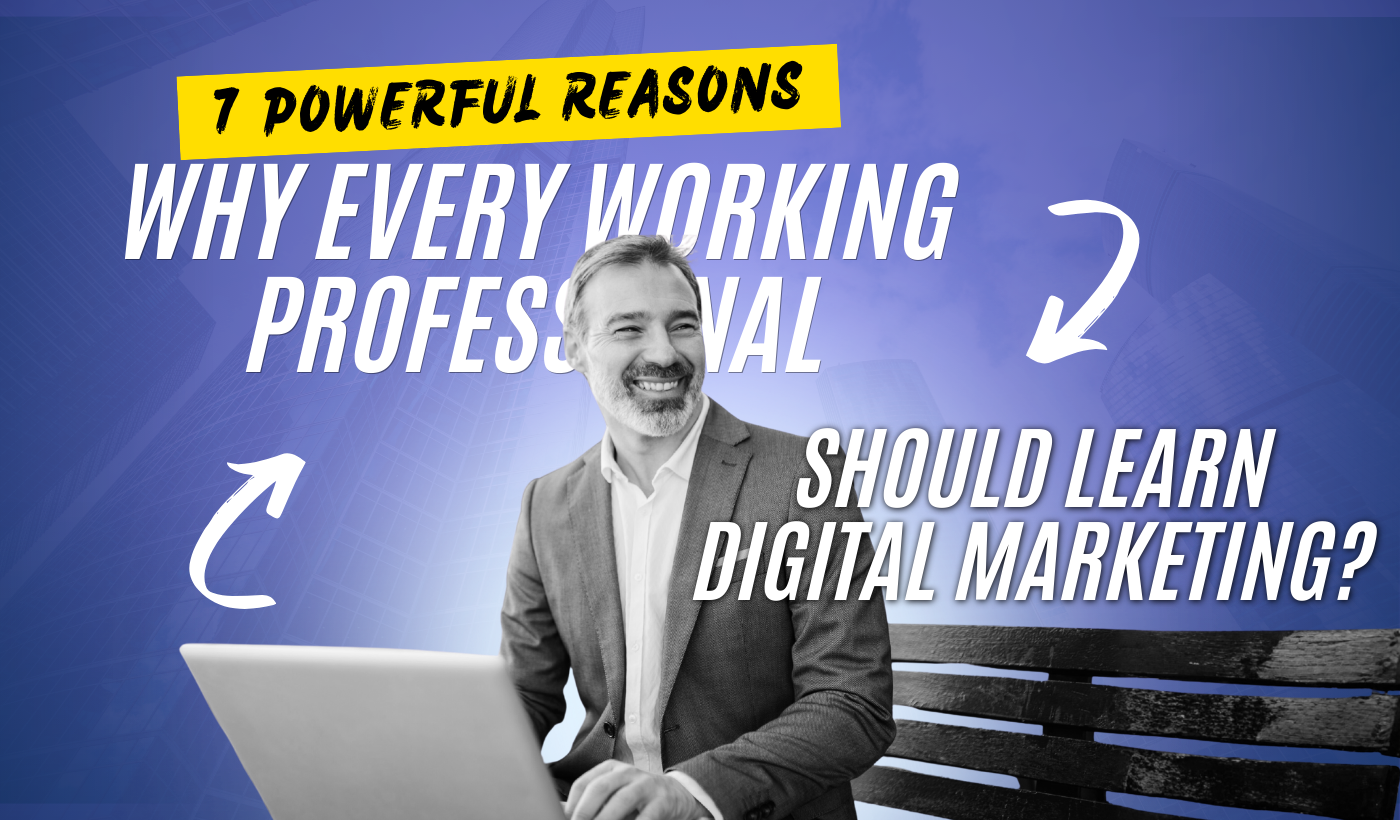 7 POWERFUL REASONS
WHY EVERY WORKING
PROFESSIONAL
SHOULD LEARN
DIGITAL MARKETING?